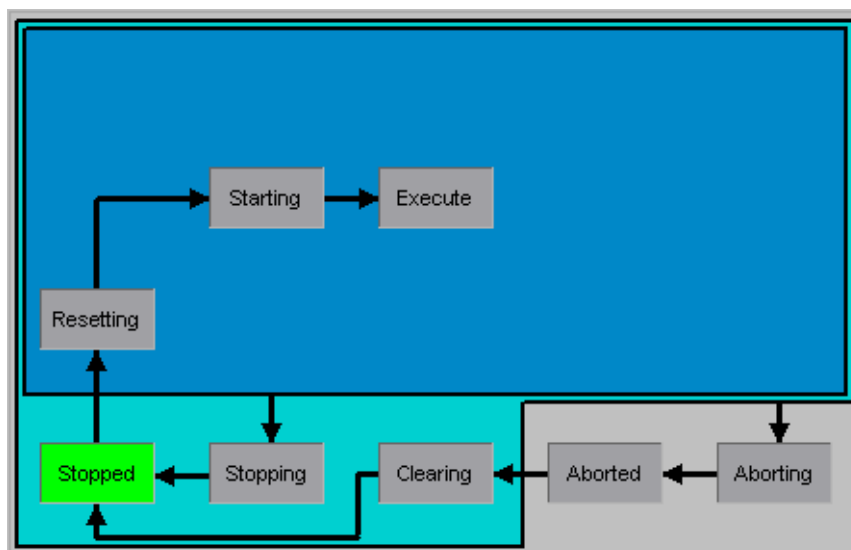 Starting
Execute
Resetting
Stopped
Stopping
Clearing
Aborted
Aborting